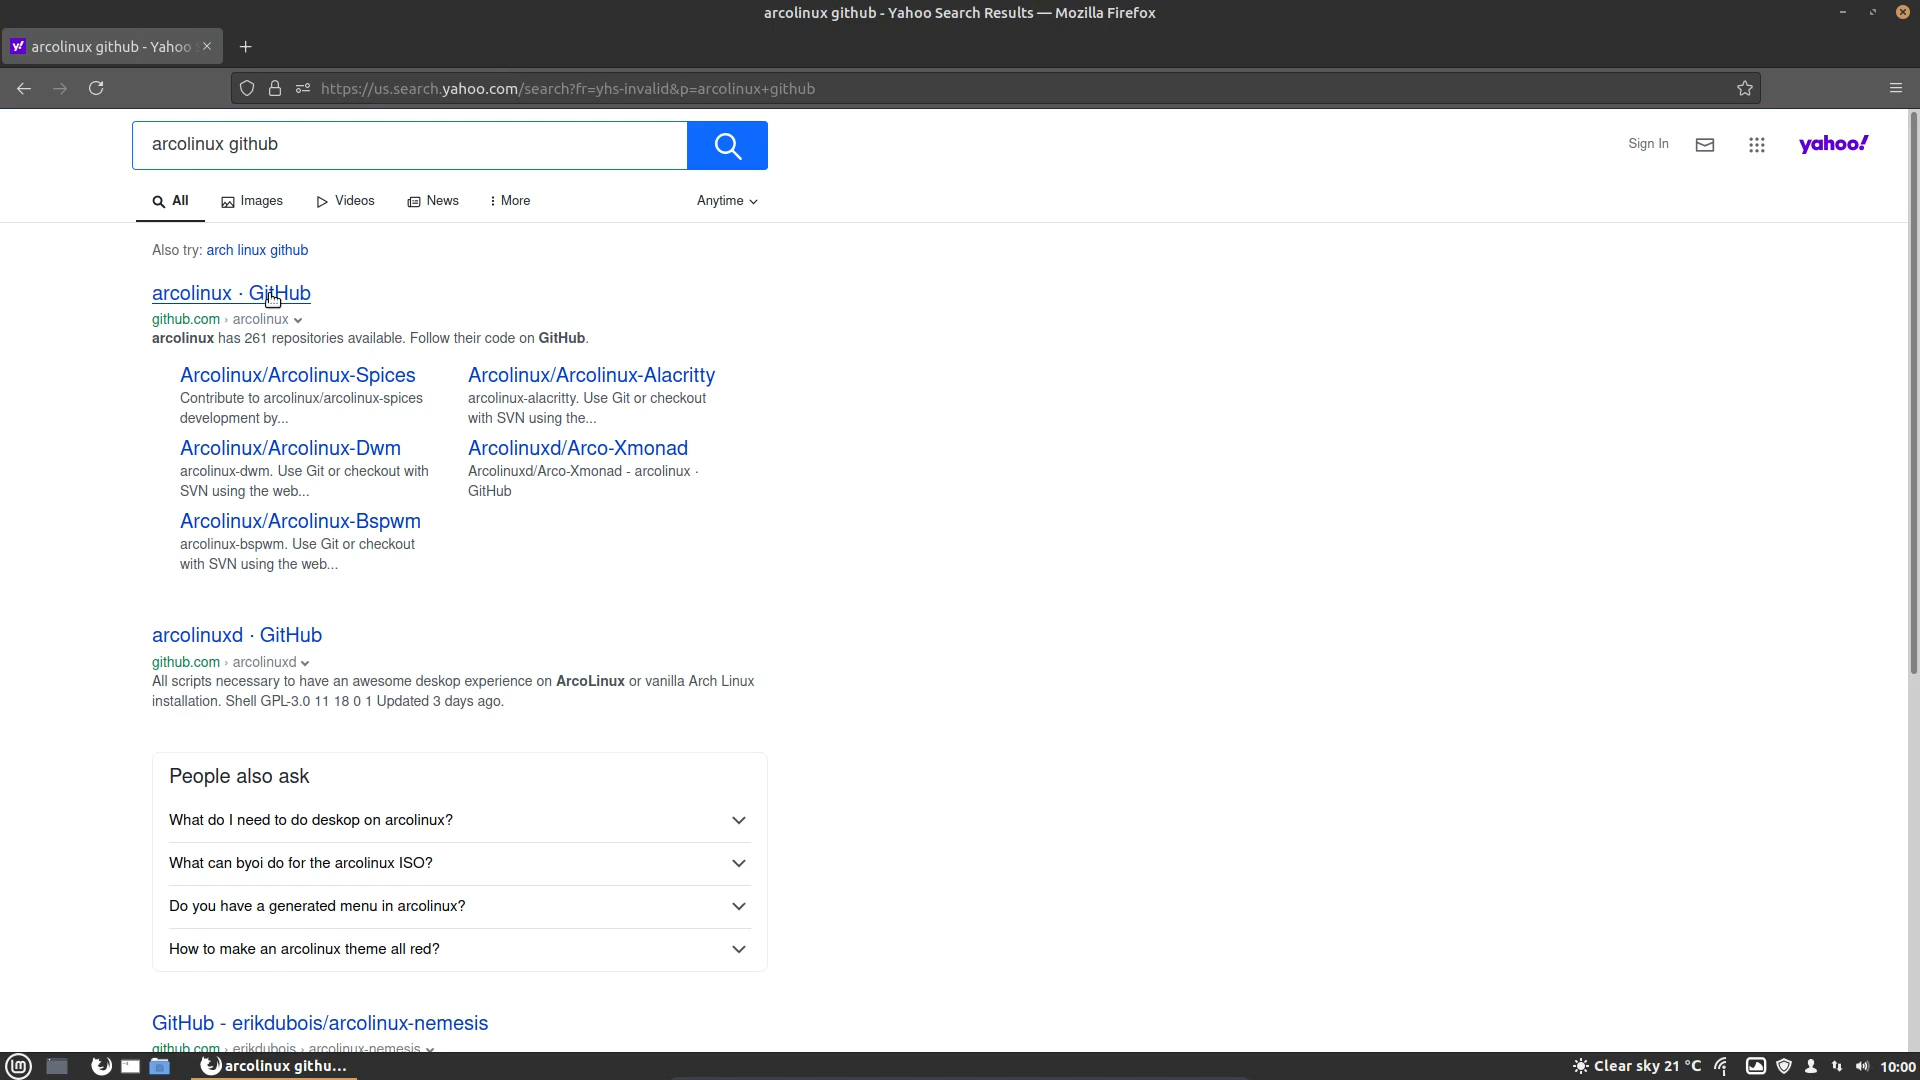 arcolinux github - Yahoo Search Results — Mozilla Firefox
arcolinux github - Yahoo
https://us.search.yahoo.com/search?fr=yhs-invalid&p=arcolinux+github
arcolinux github
Sign In
yahoo!
All
Images
Videos
News
More
Anytime
Also try: arch linux github
arcolinux · GitHub
github.com › arcolinux
arcolinux has 261 repositories available. Follow their code on GitHub.
Arcolinux/Arcolinux-Spices
Contribute to arcolinux/arcolinux-spices
development by...
Arcolinux/Arcolinux-Alacritty
arcolinux-alacritty. Use Git or checkout
with SVN using the...
Arcolinux/Arcolinux-Dwm
arcolinux-dwm. Use Git or checkout with
SVN using the web...
Arcolinuxd/Arco-Xmonad
Arcolinuxd/Arco-Xmonad - arcolinux ·
GitHub
Arcolinux/Arcolinux-Bspwm
arcolinux-bspwm. Use Git or checkout
with SVN using the web...
arcolinuxd · GitHub
github.com › arcolinuxd
All scripts necessary to have an awesome deskop experience on ArcoLinux or vanilla Arch Linux
installation. Shell GPL-3.0 11 18 0 1 Updated 3 days ago.
People also ask
What do I need to do deskop on arcolinux?
What can byoi do for the arcolinux ISO?
Do you have a generated menu in arcolinux?
How to make an arcolinux theme all red?
GitHub - erikdubois/arcolinux-nemesis
github.com › erikdubois › arcolinux-nemesis
arcolinux githu...
Clear sky 21 °C
10:00